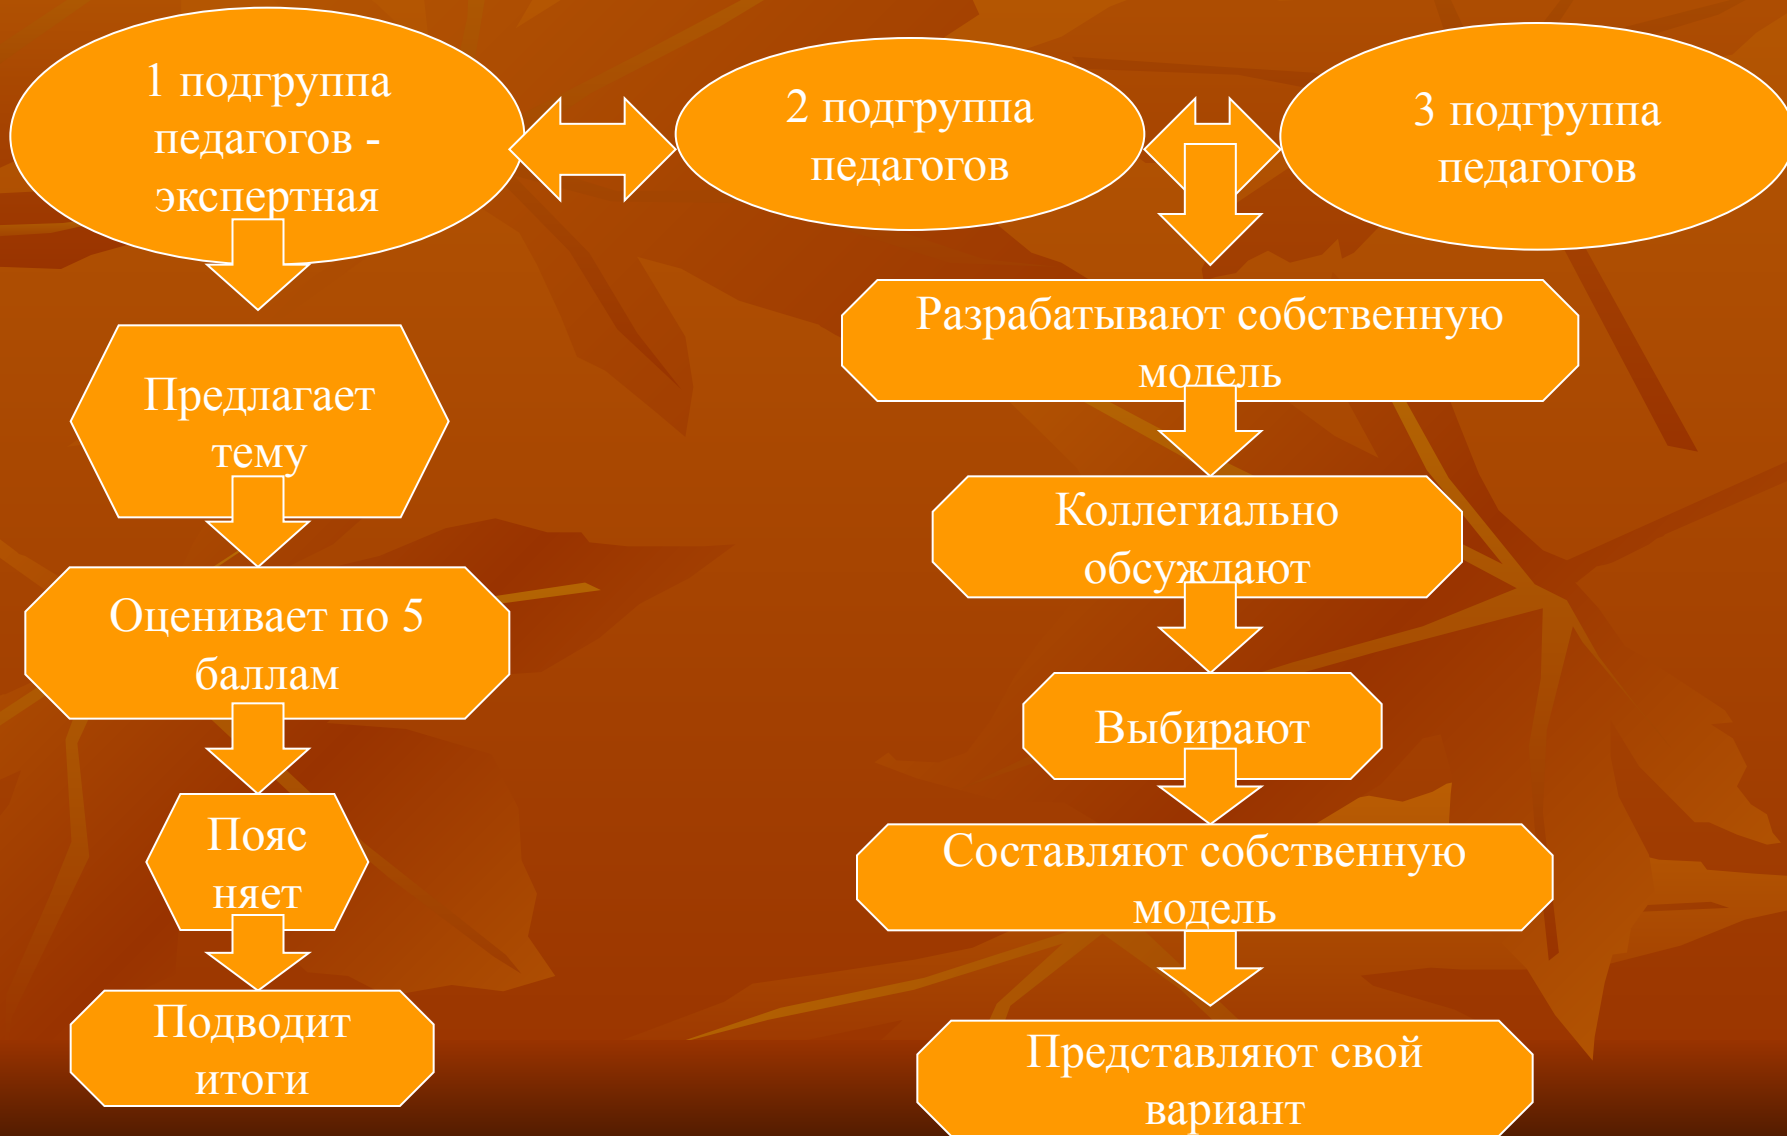 1 подгруппа
педагогов -
экспертная
2 подгруппа
педагогов
3 подгруппа
педагогов
Предлагает
тему
Оценивает по 5
баллам
Пояс
няет
Подводит
итоги
Разрабатывают собственную
модель
Коллегиально
обсуждают
Выбирают
Составляют собственную
модель
Представляют свой
вариант